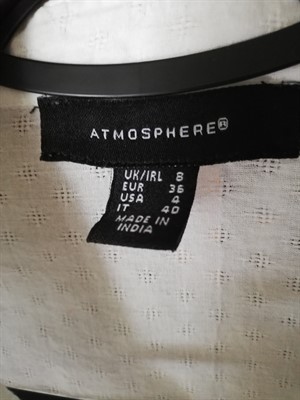 ATMOSPHERE®
UK/IRL 8
EUR 36
USA 4
IT 40
MADE IN
INDIA